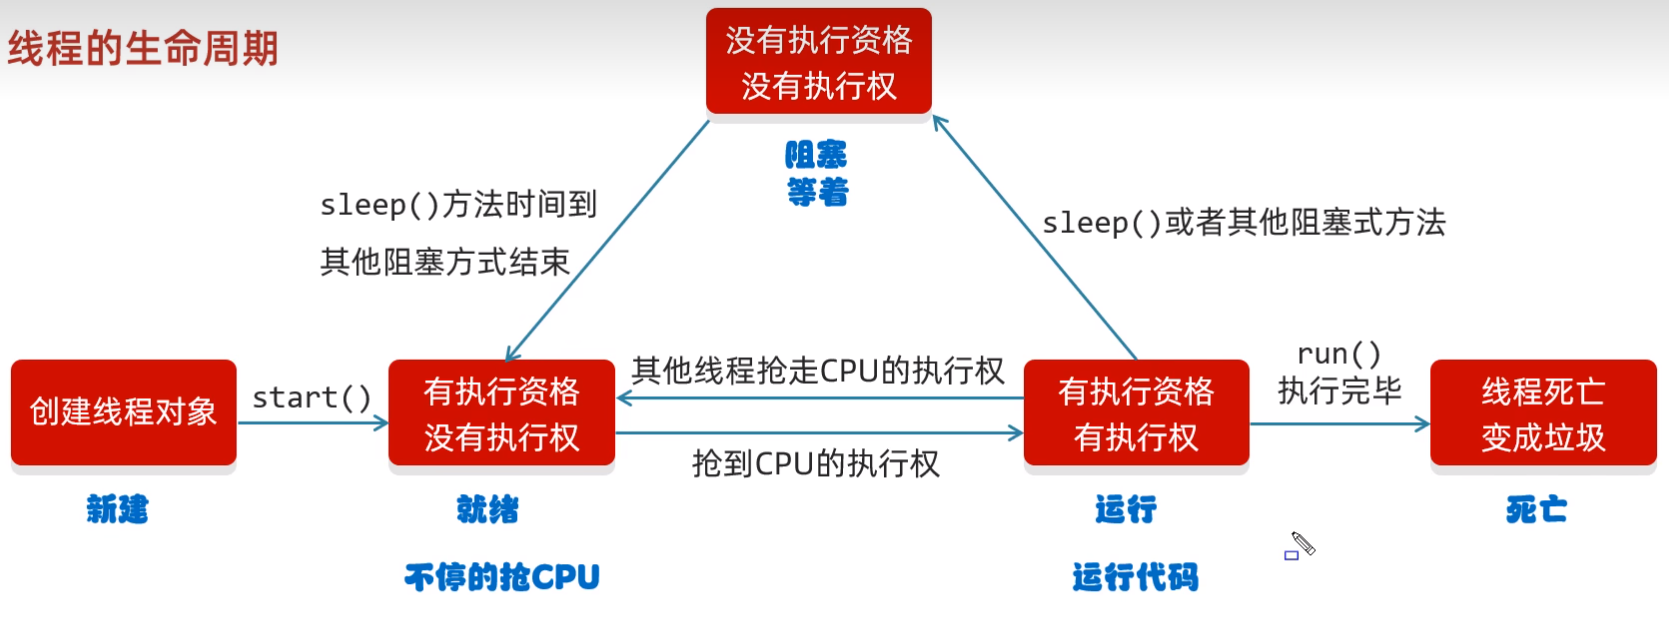 线程的生命周期
没有执行资格
没有执行权
阻塞
等着
sleep()方法时间到
其他阻塞方式结束
sleep()或者其他阻塞式方法
创建线程对象
新建
start()
有执行资格
没有执行权
就绪
不停的抢CPU
其他线程抢走CPU的执行权
抢到CPU的执行权
有执行资格
有执行权
运行
运行代码
run()
执行完毕
线程死亡
变成垃圾
死亡